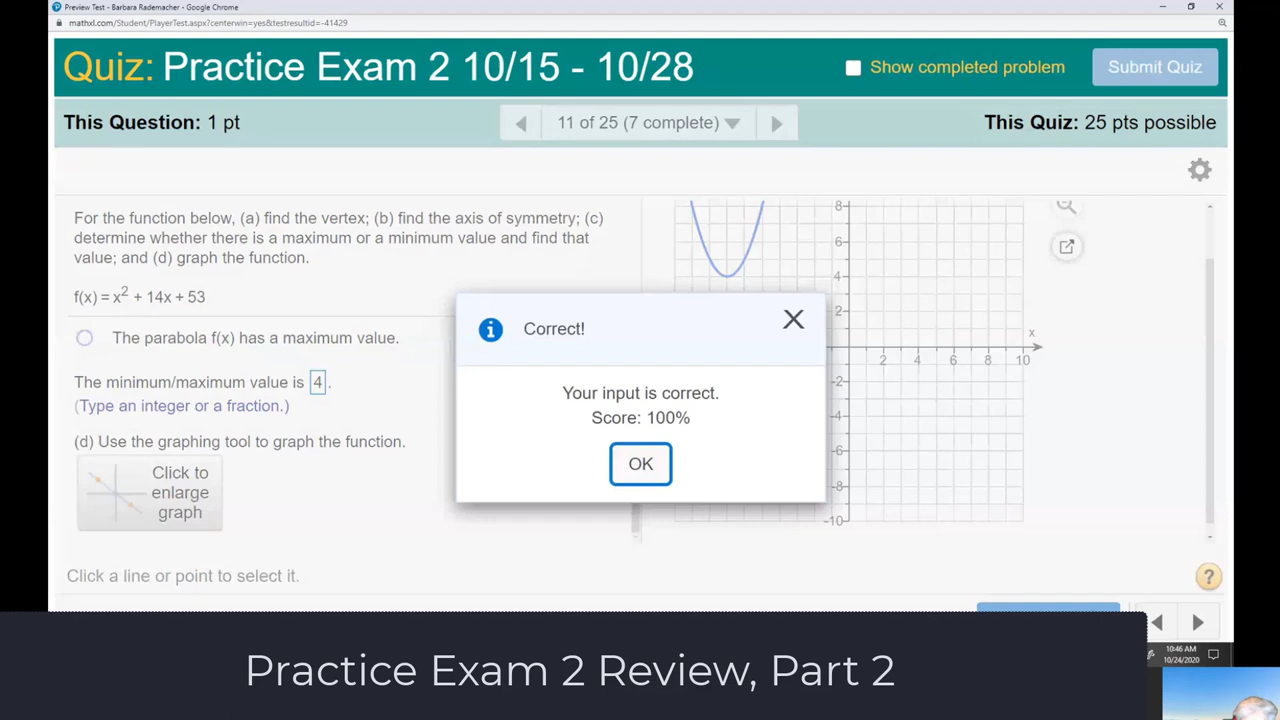 Preview Test - Barbara Rademacher - Google Chrome
mathxl.com/Student/PlayerTest.aspx?centerwin=yes&testresultid=-41429
Quiz: Practice Exam 2 10/15 - 10/28
Show completed problem
Submit Quiz
This Question: 1 pt
11 of 25 (7 complete)
This Quiz: 25 pts possible
For the function below, (a) find the vertex; (b) find the axis of symmetry; (c)
determine whether there is a maximum or a minimum value and find that
value; and (d) graph the function.
f(x) = x² + 14x + 53
The parabola f(x) has a maximum value.
The minimum/maximum value is 4.
(Type an integer or a fraction.)
(d) Use the graphing tool to graph the function.
Click to
enlarge
graph
8
6
4
2
x
2 4 6 8 10
-2
-4
-6
-8
-10
Correct!
Your input is correct.
Score: 100%
OK
Click a line or point to select it.
?
10:46 AM
10/24/2020
Practice Exam 2 Review, Part 2